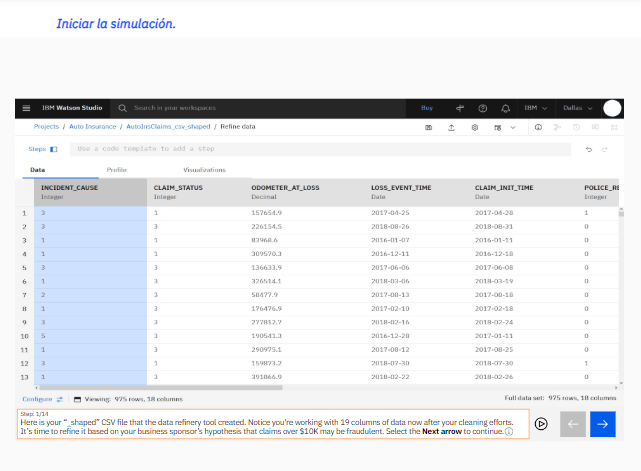 Iniciar la simulación.
IBM Watson Studio Search in your workspaces Buy IBM Dallas
Projects / Auto Insurance / AutoInsClaims_csv_shaped / Refine data
Steps Use a code template to add a step
Data Profile Visualizations
INCIDENT_CAUSE CLAIM_STATUS ODOMETER_AT_LOSS LOSS_EVENT_TIME CLAIM_INIT_TIME POLICE_RE
Integer Integer Decimal Date Date Integer
1 3 1 157654.9 2017-04-25 2017-04-28 1
2 3 3 226154.5 2018-08-26 2018-08-31 0
3 1 1 83968.6 2016-01-07 2016-01-11 0
4 1 1 309570.3 2016-12-11 2016-12-18 0
5 3 3 136633.9 2017-06-06 2017-06-08 0
6 1 3 326514.1 2018-03-06 2018-03-19 0
7 2 3 58477.9 2017-08-13 2017-08-18 0
8 1 1 176476.9 2017-02-10 2017-02-18 0
9 3 3 277812.7 2018-02-16 2018-02-24 0
10 5 3 190541.3 2016-12-28 2017-01-11 0
11 1 1 290975.1 2017-08-12 2017-08-25 0
12 3 1 159873.2 2018-07-30 2018-07-30 1
13 1 3 391866.9 2018-02-22 2018-02-26 0
Configure Viewing: 975 rows, 18 columns Full data set: 975 rows, 18 columns
Step: 1/14
Here is your “_shaped” CSV file that the data refinery tool created. Notice you’re working with 19 columns of data now after your cleaning efforts.
It’s time to refine it based on your business sponsor’s hypothesis that claims over $10K may be fraudulent. Select the Next arrow to continue.